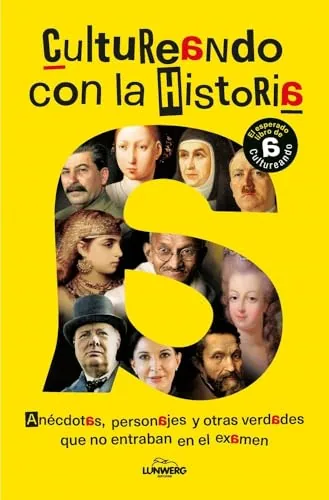 CultuReando
con la HistoRia
El esperado
libro de
a
Cultureando
Anécdotas, personajes y otras verdades
que no entraban en el examen
LUNWERG